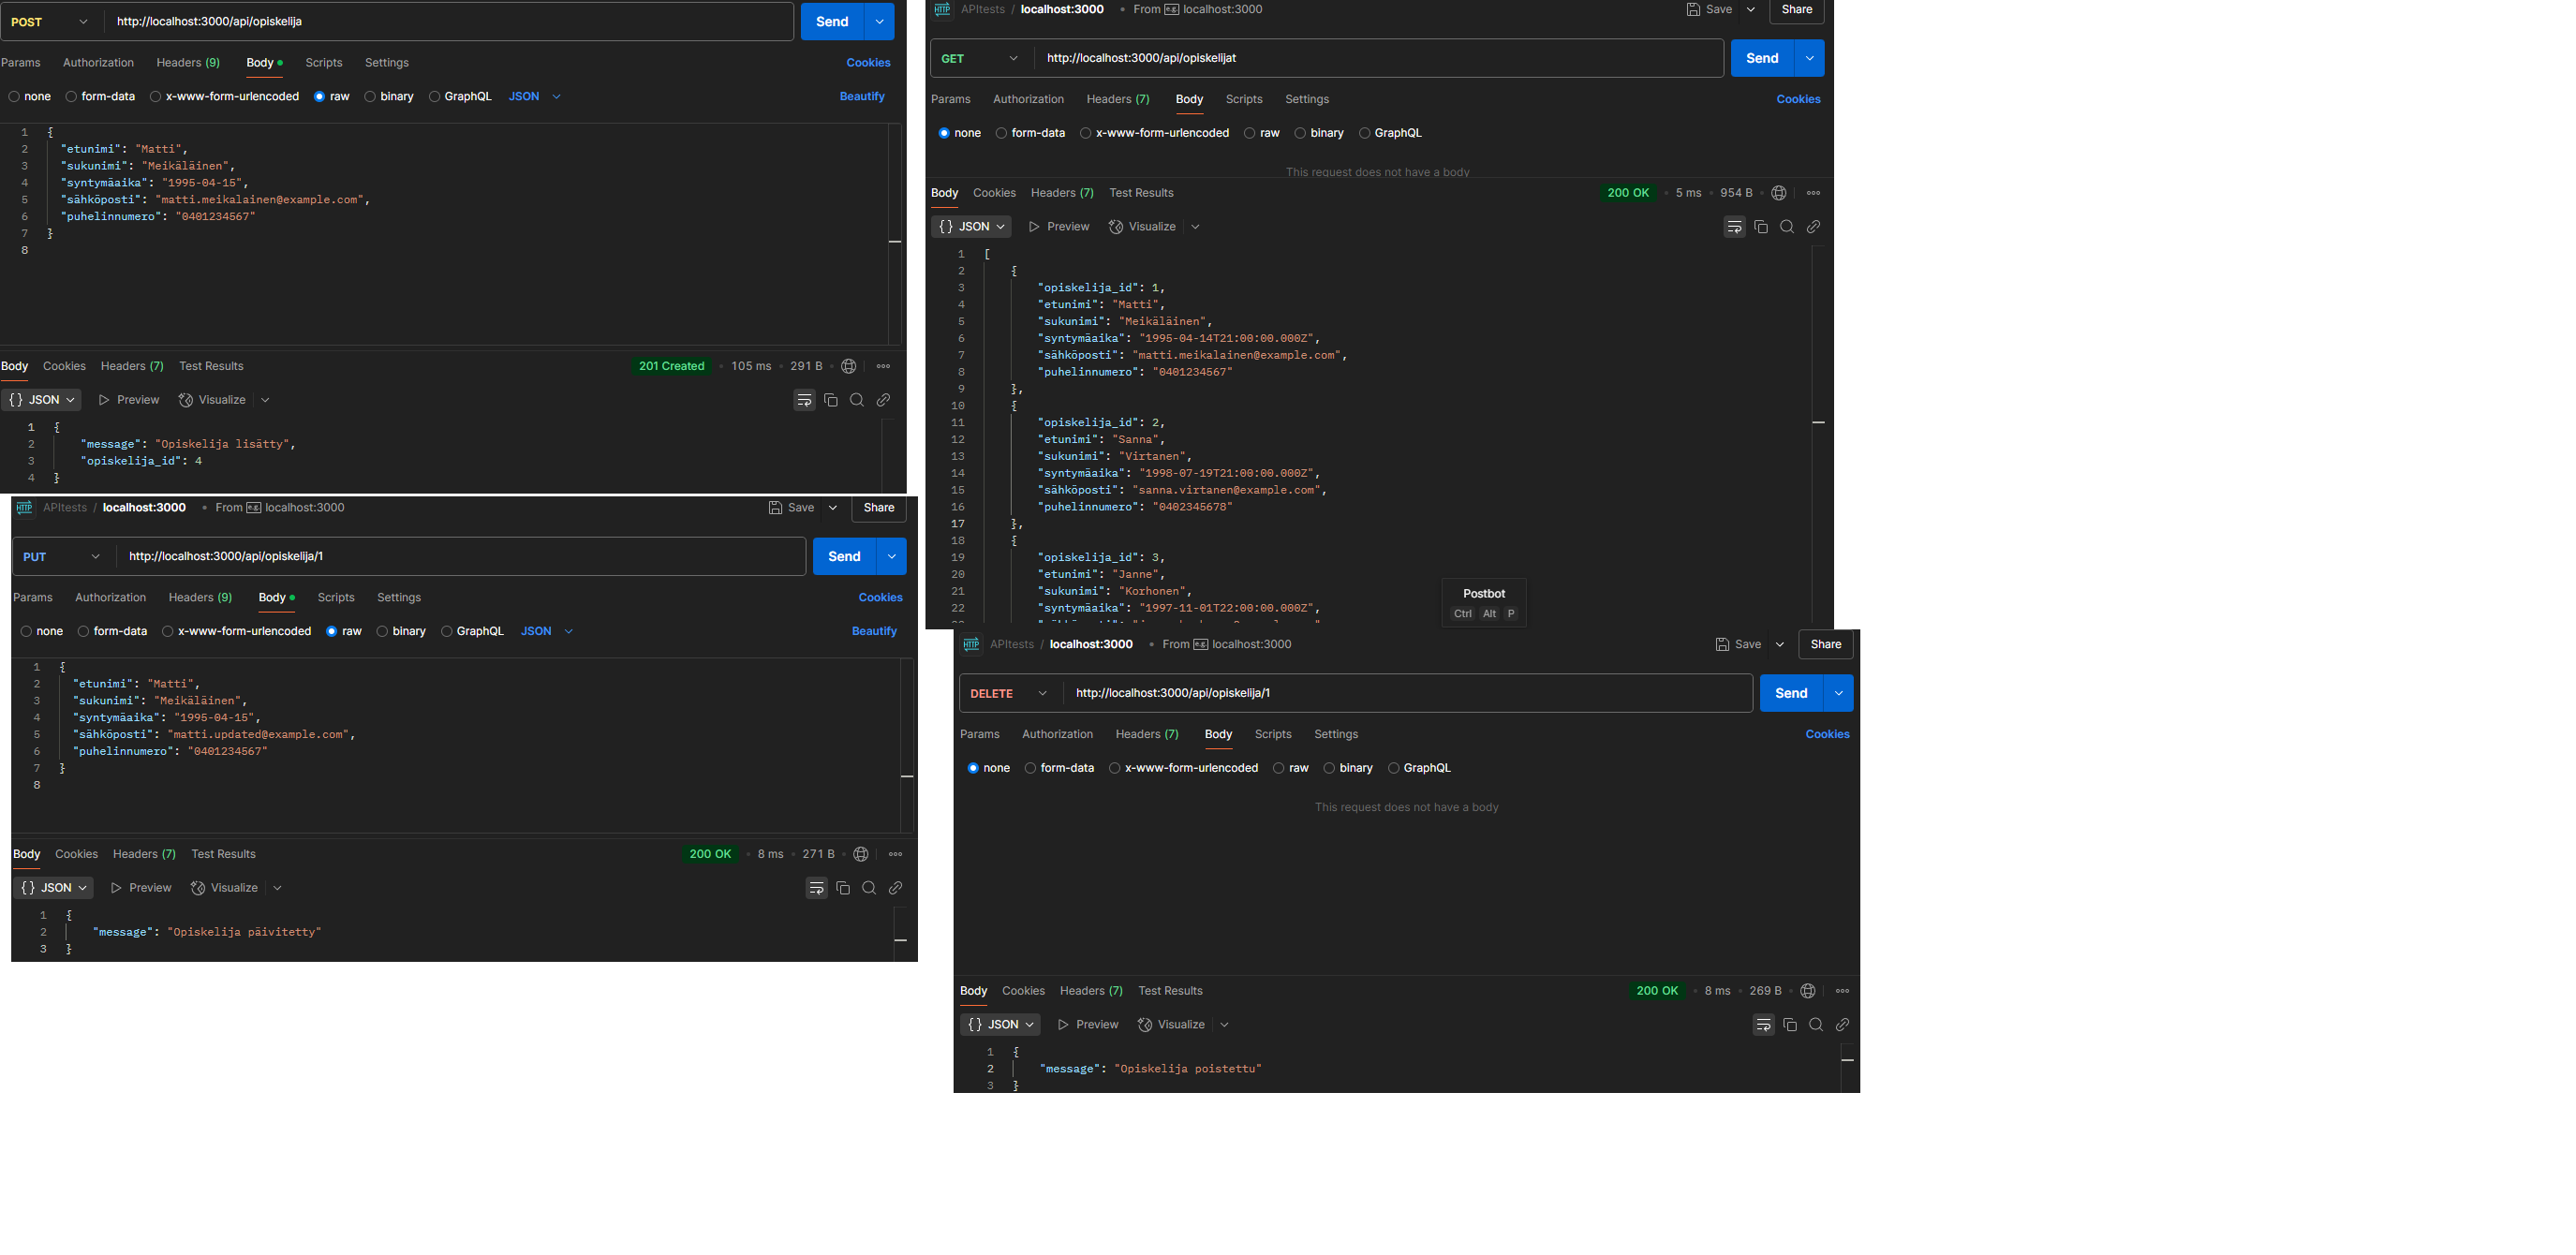 POST http://localhost:3000/api/opiskelija Send
Params Authorization Headers (9) Body Scripts Settings Cookies
none form-data x-www-form-urlencoded raw binary GraphQL JSON Beautify
1 {
2 "etunimi": "Matti",
3 "sukunimi": "Meikäläinen",
4 "syntymäaika": "1995-04-15",
5 "sähköposti": "matti.meikalainen@example.com",
6 "puhelinnumero": "0401234567"
7 }
8
Body Cookies Headers (7) Test Results 201 Created 105 ms 291 B
{} JSON Preview Visualize
1 {
2 "message": "Opiskelija lisätty",
3 "opiskelija_id": 4
4 }
HTTP APItests / localhost:3000 From e.g. localhost:3000 Save Share
PUT http://localhost:3000/api/opiskelija/1 Send
Params Authorization Headers (9) Body Scripts Settings Cookies
none form-data x-www-form-urlencoded raw binary GraphQL JSON Beautify
1 {
2 "etunimi": "Matti",
3 "sukunimi": "Meikäläinen",
4 "syntymäaika": "1995-04-15",
5 "sähköposti": "matti.updated@example.com",
6 "puhelinnumero": "0401234567"
7 }
8
Body Cookies Headers (7) Test Results 200 OK 8 ms 271 B
{} JSON Preview Visualize
1 {
2 "message": "Opiskelija päivitetty"
3 }
HTTP APItests / localhost:3000 From e.g. localhost:3000 Save Share
GET http://localhost:3000/api/opiskelijat Send
Params Authorization Headers (7) Body Scripts Settings Cookies
none form-data x-www-form-urlencoded raw binary GraphQL
This request does not have a body
Body Cookies Headers (7) Test Results 200 OK 5 ms 954 B
{} JSON Preview Visualize
1 [
2 {
3 "opiskelija_id": 1,
4 "etunimi": "Matti",
5 "sukunimi": "Meikäläinen",
6 "syntymäaika": "1995-04-14T21:00:00.000Z",
7 "sähköposti": "matti.meikalainen@example.com",
8 "puhelinnumero": "0401234567"
9 },
10 {
11 "opiskelija_id": 2,
12 "etunimi": "Sanna",
13 "sukunimi": "Virtanen",
14 "syntymäaika": "1998-07-19T21:00:00.000Z",
15 "sähköposti": "sanna.virtanen@example.com",
16 "puhelinnumero": "0402345678"
17 },
18 {
19 "opiskelija_id": 3,
20 "etunimi": "Janne",
21 "sukunimi": "Korhonen",
22 "syntymäaika": "1997-11-01T22:00:00.000Z",
Postbot
Ctrl Alt P
HTTP APItests / localhost:3000 From e.g. localhost:3000 Save Share
DELETE http://localhost:3000/api/opiskelija/1 Send
Params Authorization Headers (7) Body Scripts Settings Cookies
none form-data x-www-form-urlencoded raw binary GraphQL
This request does not have a body
Body Cookies Headers (7) Test Results 200 OK 8 ms 269 B
{} JSON Preview Visualize
1 {
2 "message": "Opiskelija poistettu"
3 }